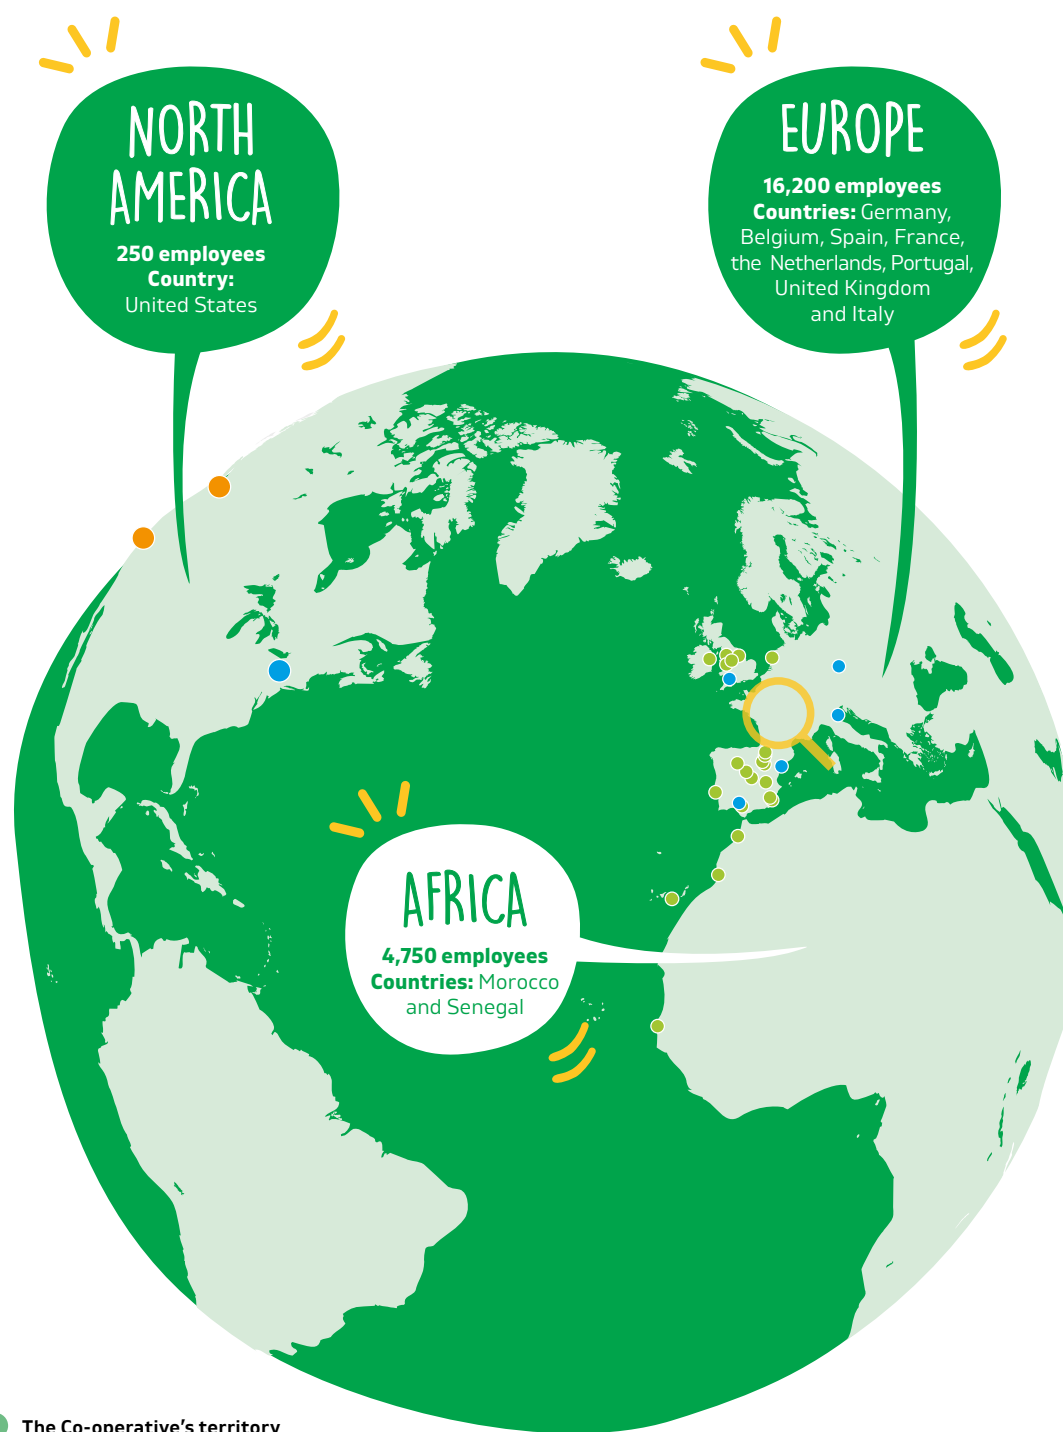 NORTH
AMERICA
250 employees
Country:
United States
EUROPE
16,200 employees
Countries: Germany,
Belgium, Spain, France,
the Netherlands, Portugal,
United Kingdom
and Italy
AFRICA
4,750 employees
Countries: Morocco
and Senegal
The Co-operative's territory